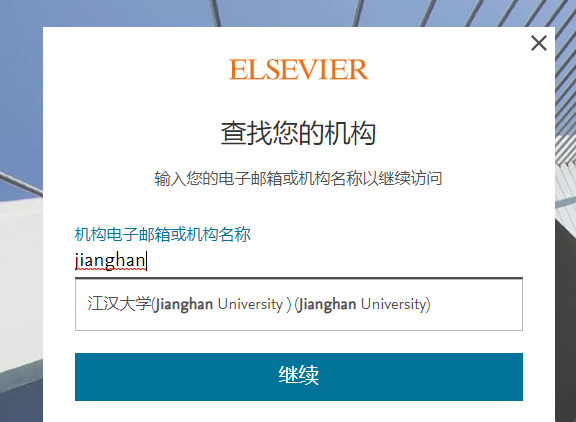 ELSEVIER
查找您的机构
输入您的电子邮箱或机构名称以继续访问
机构电子邮箱或机构名称
jianghan
江汉大学(Jianghan University ) (Jianghan University)
继续